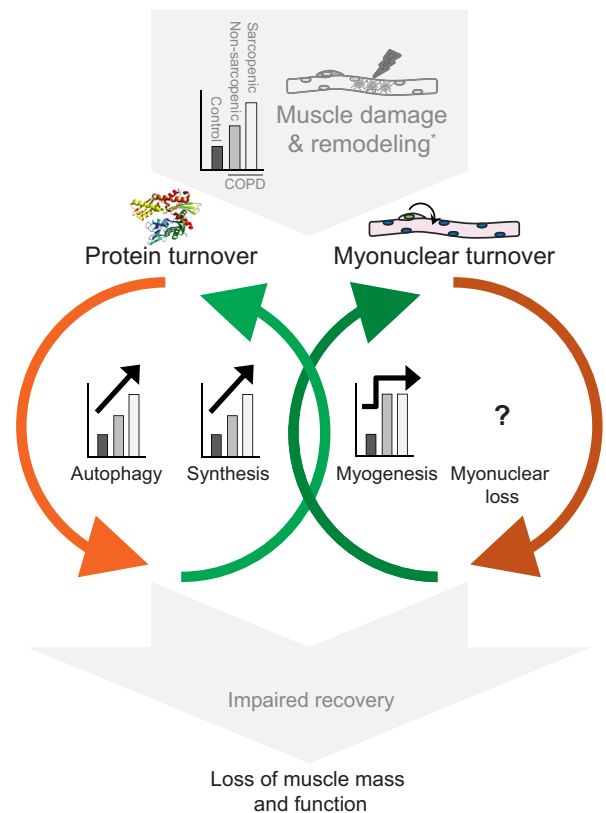 Control
Non-sarcopenic
Sarcopenic
COPD
Muscle damage
& remodeling*
Protein turnover
Myonuclear turnover
Autophagy
Synthesis
Myogenesis
?
Myonuclear
loss
Impaired recovery
Loss of muscle mass
and function